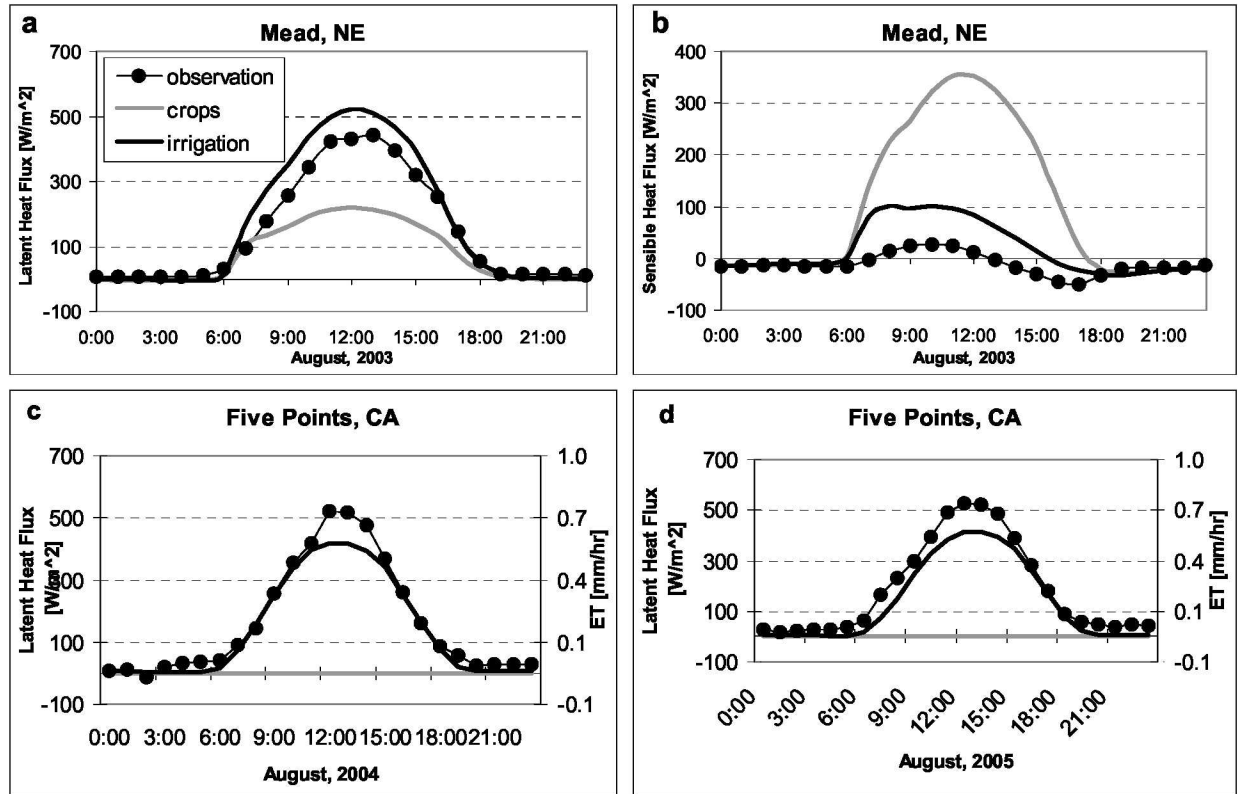 a
Mead, NE
700
500
300
100
-100
Latent Heat Flux [W/m^2]
observation
crops
irrigation
0:00 3:00 6:00 9:00 12:00 15:00 18:00 21:00
August, 2003
b
Mead, NE
400
300
200
100
0
-100
Sensible Heat Flux [W/m^2]
0:00 3:00 6:00 9:00 12:00 15:00 18:00 21:00
August, 2003
c
Five Points, CA
700
500
300
100
-100
Latent Heat Flux
[W/m^2]
1.0
0.7
0.4
0.1
-0.1
ET [mm/hr]
0:00 3:00 6:00 9:00 12:00 15:00 18:00 21:00
August, 2004
d
Five Points, CA
700
500
300
100
-100
Latent Heat Flux
[W/m^2]
1.0
0.7
0.4
0.1
-0.1
ET [mm/hr]
0:00 3:00 6:00 9:00 12:00 15:00 18:00 21:00
August, 2005